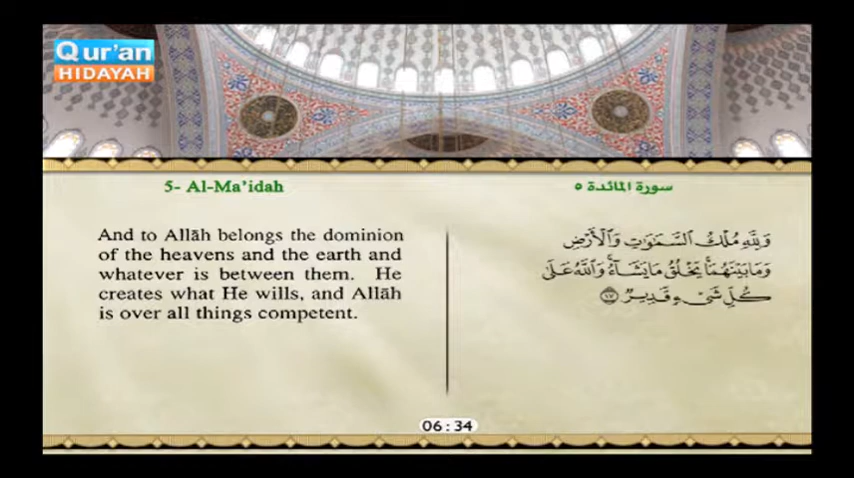 Qur'an
HIDAYAH
5- Al-Ma'idah
سورة المائدة ٥
And to Allāh belongs the dominion
of the heavens and the earth and
whatever is between them. He
creates what He wills, and Allāh
is over all things competent.
وَلِلَّهِ مُلْكُ ٱلسَّمَٰوَٰتِ وَٱلْأَرْضِ
وَمَا بَيْنَهُمَا ۚ يَخْلُقُ مَا يَشَآءُ ۚ وَٱللَّهُ عَلَىٰ
كُلِّ شَىْءٍ قَدِيرٌ ١٧
06:34